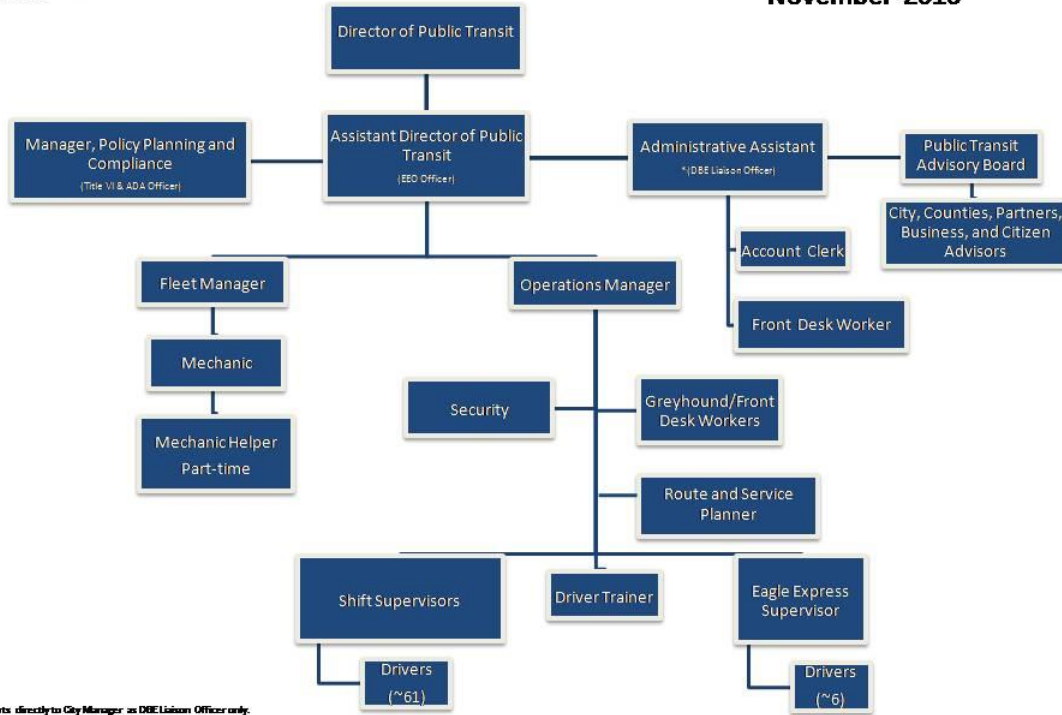 Director of Public Transit
Manager, Policy Planning and
Compliance
(Title VI & ADA Officer)
Assistant Director of Public
Transit
(EEO Officer)
Administrative Assistant
*(DBE Liaison Officer)
Public Transit
Advisory Board
City, Counties, Partners,
Business, and Citizen
Advisors
Account Clerk
Front Desk Worker
Fleet Manager
Operations Manager
Mechanic
Mechanic Helper
Part-time
Security
Greyhound/Front
Desk Workers
Route and Service
Planner
Shift Supervisors
Driver Trainer
Eagle Express
Supervisor
Drivers
(~61)
Drivers
(~6)
directly to City Manager as DBE Liaison Officer only.